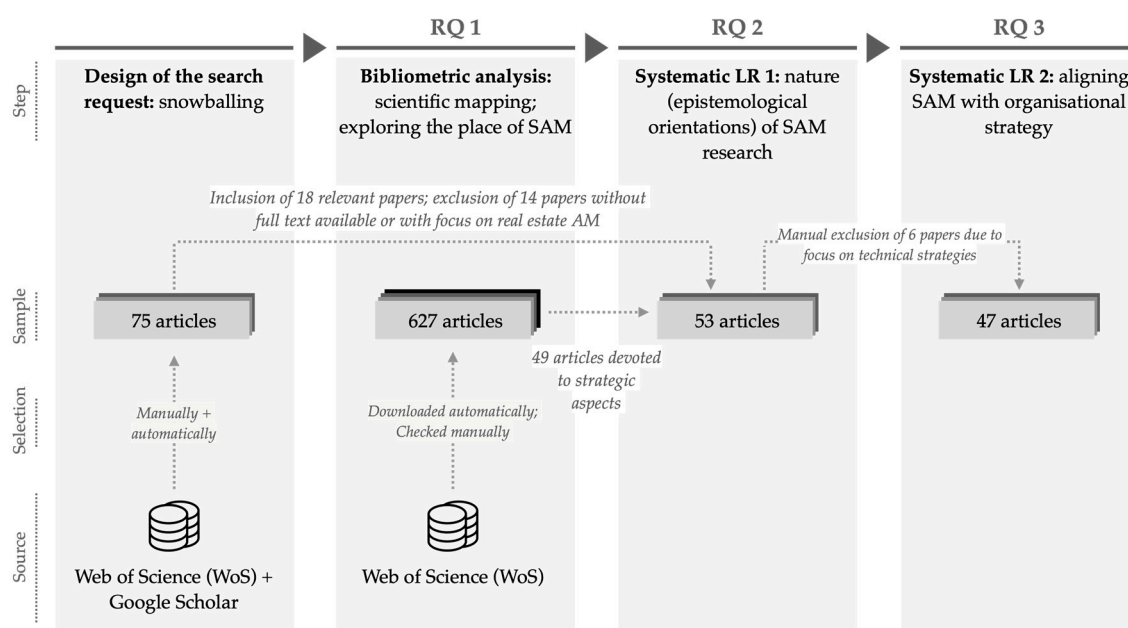 RQ 1
RQ 2
RQ 3
Step
Design of the search
request: snowballing
Bibliometric analysis:
scientific mapping;
exploring the place of SAM
Systematic LR 1: nature
(epistemological
orientations) of SAM
research
Systematic LR 2: aligning
SAM with organisational
strategy
Inclusion of 18 relevant papers; exclusion of 14 papers without
full text available or with focus on real estate AM
Manual exclusion of 6 papers due to
focus on technical strategies
Sample
75 articles
627 articles
53 articles
47 articles
49 articles devoted
to strategic
aspects
Selection
Manually +
automatically
Downloaded automatically;
Checked manually
Source
Web of Science (WoS) +
Google Scholar
Web of Science (WoS)